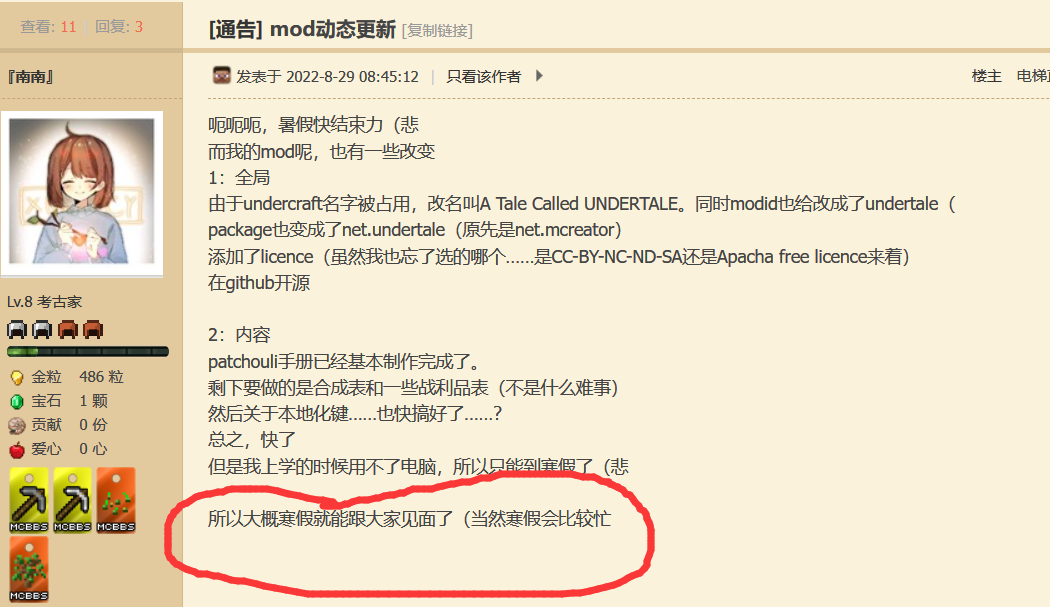 查看: 11 回复: 3
[通告] mod动态更新 [复制链接]
『南南』
发表于 2022-8-29 08:45:12 | 只看该作者
楼主 电梯
呃呃呃，暑假快结束力（悲
而我的mod呢，也有一些改变
1：全局
由于undercraft名字被占用，改名叫A Tale Called UNDERTALE。同时modid也给改成了undertale（
package也变成了net.undertale（原先是net.mcreator）
添加了licence（虽然我也忘了选的哪个......是CC-BY-NC-ND-SA还是Apacha free licence来着）
在github开源
2：内容
patchouli手册已经基本制作完成了。
剩下要做的是合成表和一些战利品表（不是什么难事）
然后关于本地化键......也快搞好了......?
总之，快了
但是我上学的时候用不了电脑，所以只能到寒假了（悲
所以大概寒假就能跟大家见面了（当然寒假会比较忙
Lv.8 考古家
金粒 486 粒
宝石 1 颗
贡献 0 份
爱心 0 心
MCBBS MCBBS MCBBS
MCBBS